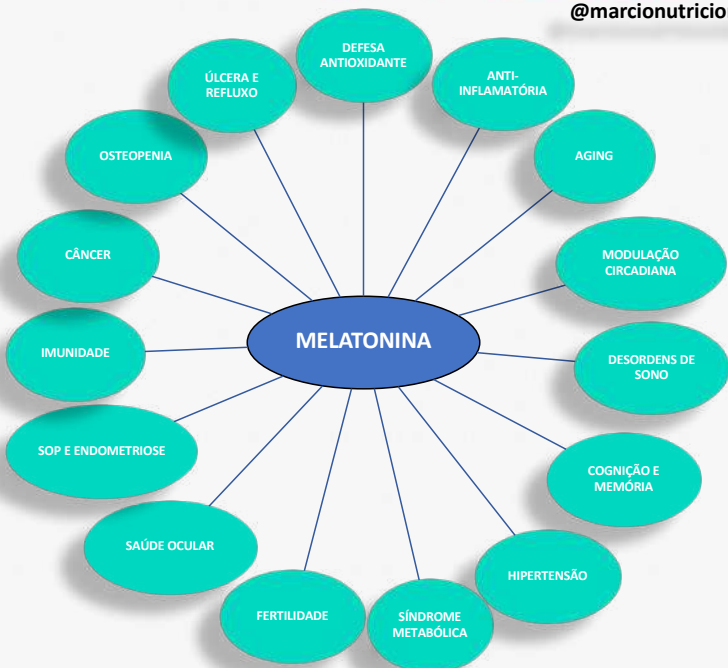 @marcionutricio
DEFESA
ANTIOXIDANTE
ANTI-
INFLAMATÓRIA
AGING
MODULAÇÃO
CIRCADIANA
DESORDENS DE
SONO
COGNIÇÃO E
MEMÓRIA
HIPERTENSÃO
SÍNDROME
METABÓLICA
FERTILIDADE
SAÚDE OCULAR
SOP E ENDOMETRIOSE
IMUNIDADE
CÂNCER
OSTEOPENIA
ÚLCERA E
REFLUXO
MELATONINA